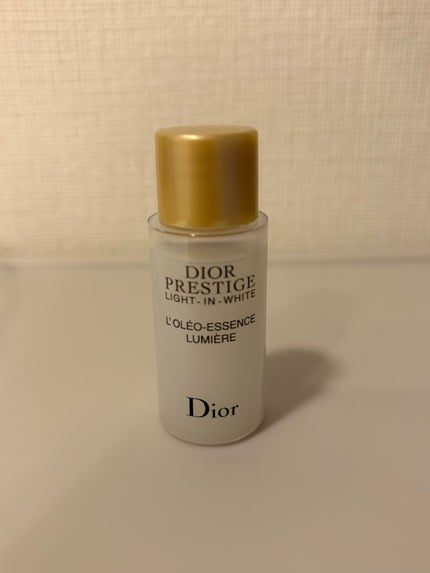 DIOR
PRESTIGE
LIGHT-IN-WHITE
L'OLÉO-ESSENCE
LUMIÈRE
Dior